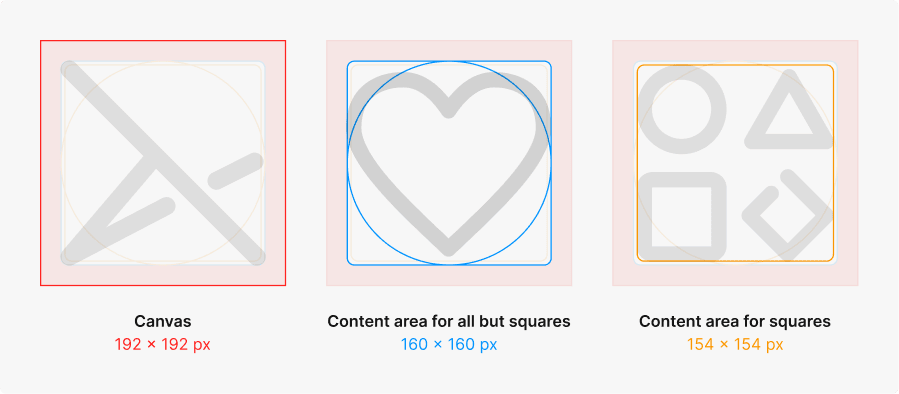 Canvas
192 × 192 px
Content area for all but squares
160 × 160 px
Content area for squares
154 × 154 px